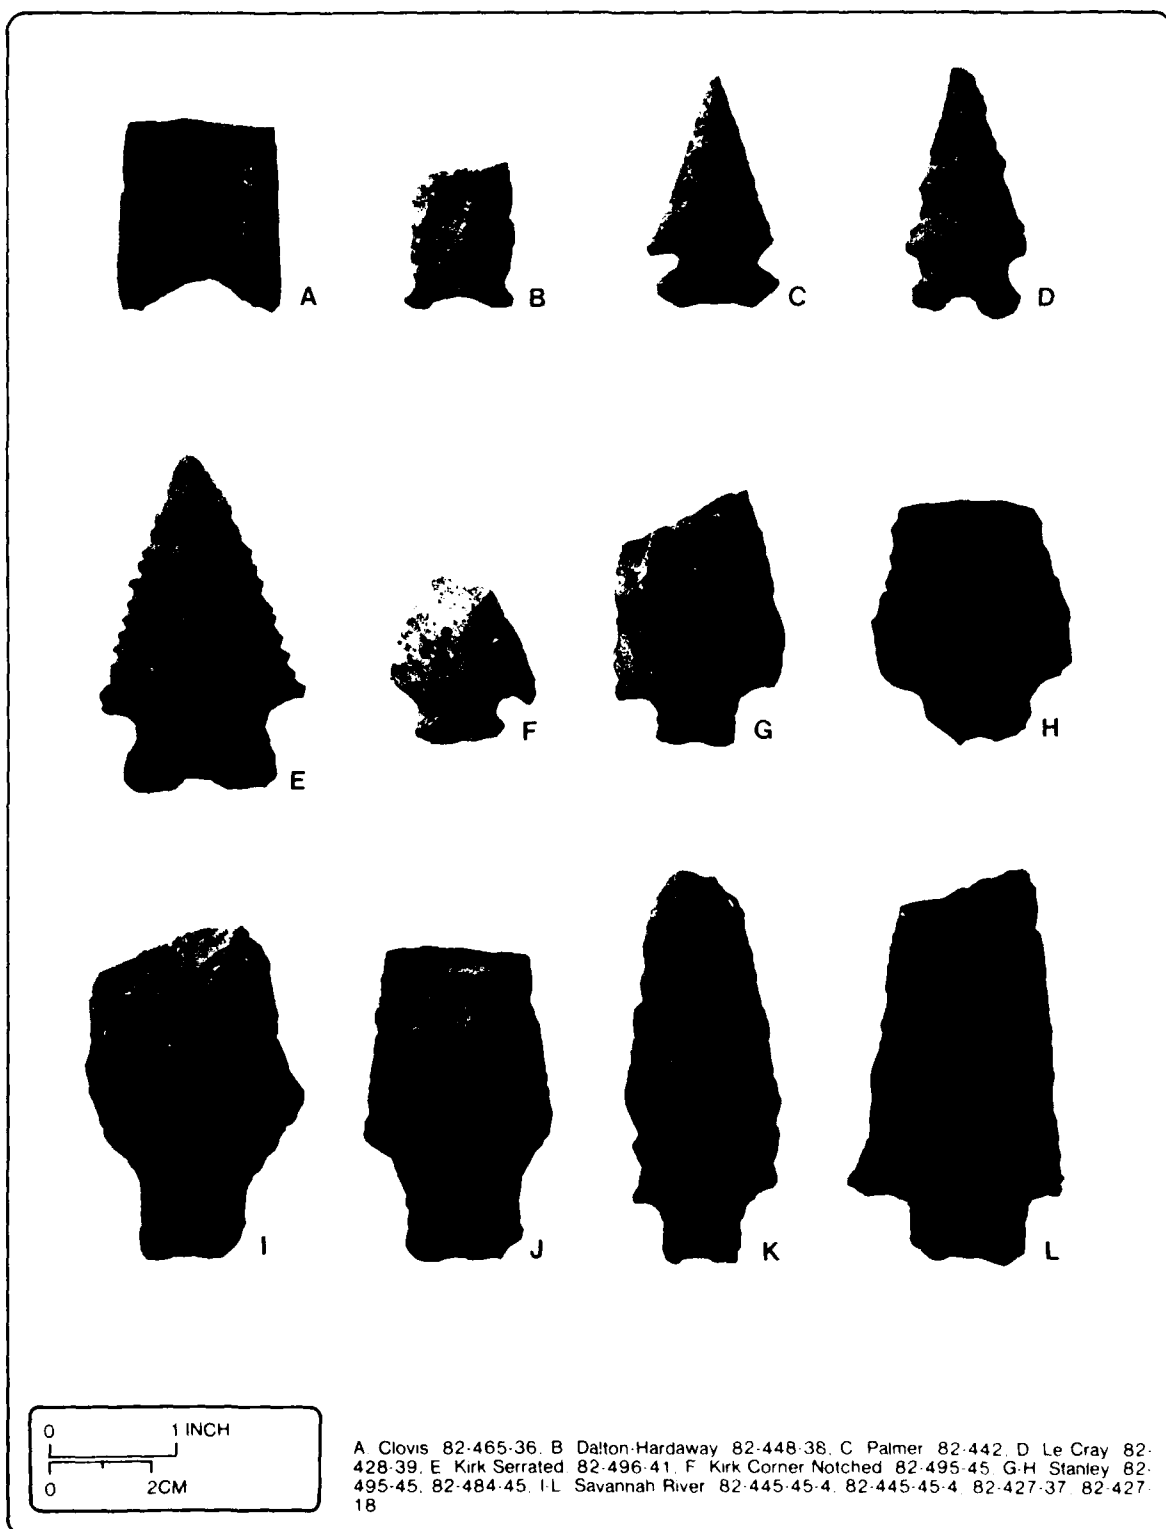 A
B
C
D
E
F
G
H
I
J
K
L
0 1 INCH
0 2CM
A. Clovis 82-465-36, B Dalton-Hardaway 82-448-38, C Palmer 82-442, D Le Cray 82-
428-39, E Kirk Serrated 82-496-41, F Kirk Corner Notched 82-495-45 G-H Stanley 82-
495-45, 82-484-45, I-L Savannah River 82-445-45-4, 82-445-45-4, 82-427-37, 82-427-
18